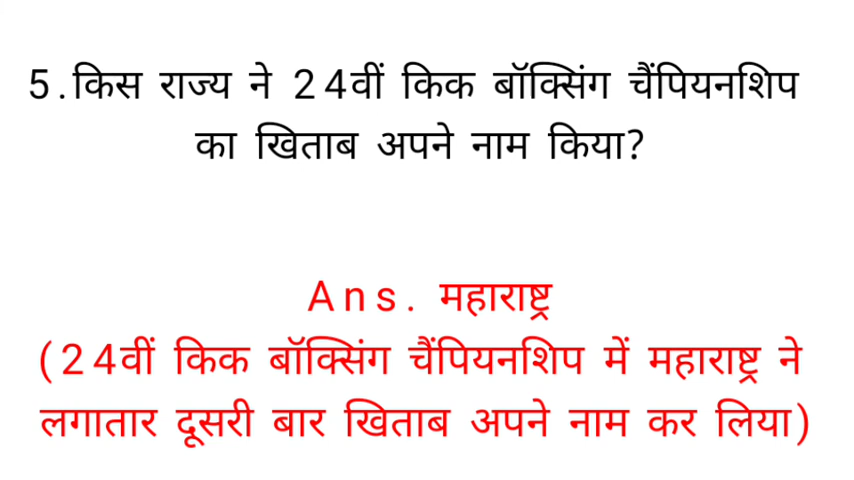 5.किस राज्य ने 24वीं किक बॉक्सिंग चैंपियनशिप
का खिताब अपने नाम किया?
Ans. महाराष्ट्र
(24वीं किक बॉक्सिंग चैंपियनशिप में महाराष्ट्र ने
लगातार दूसरी बार खिताब अपने नाम कर लिया)